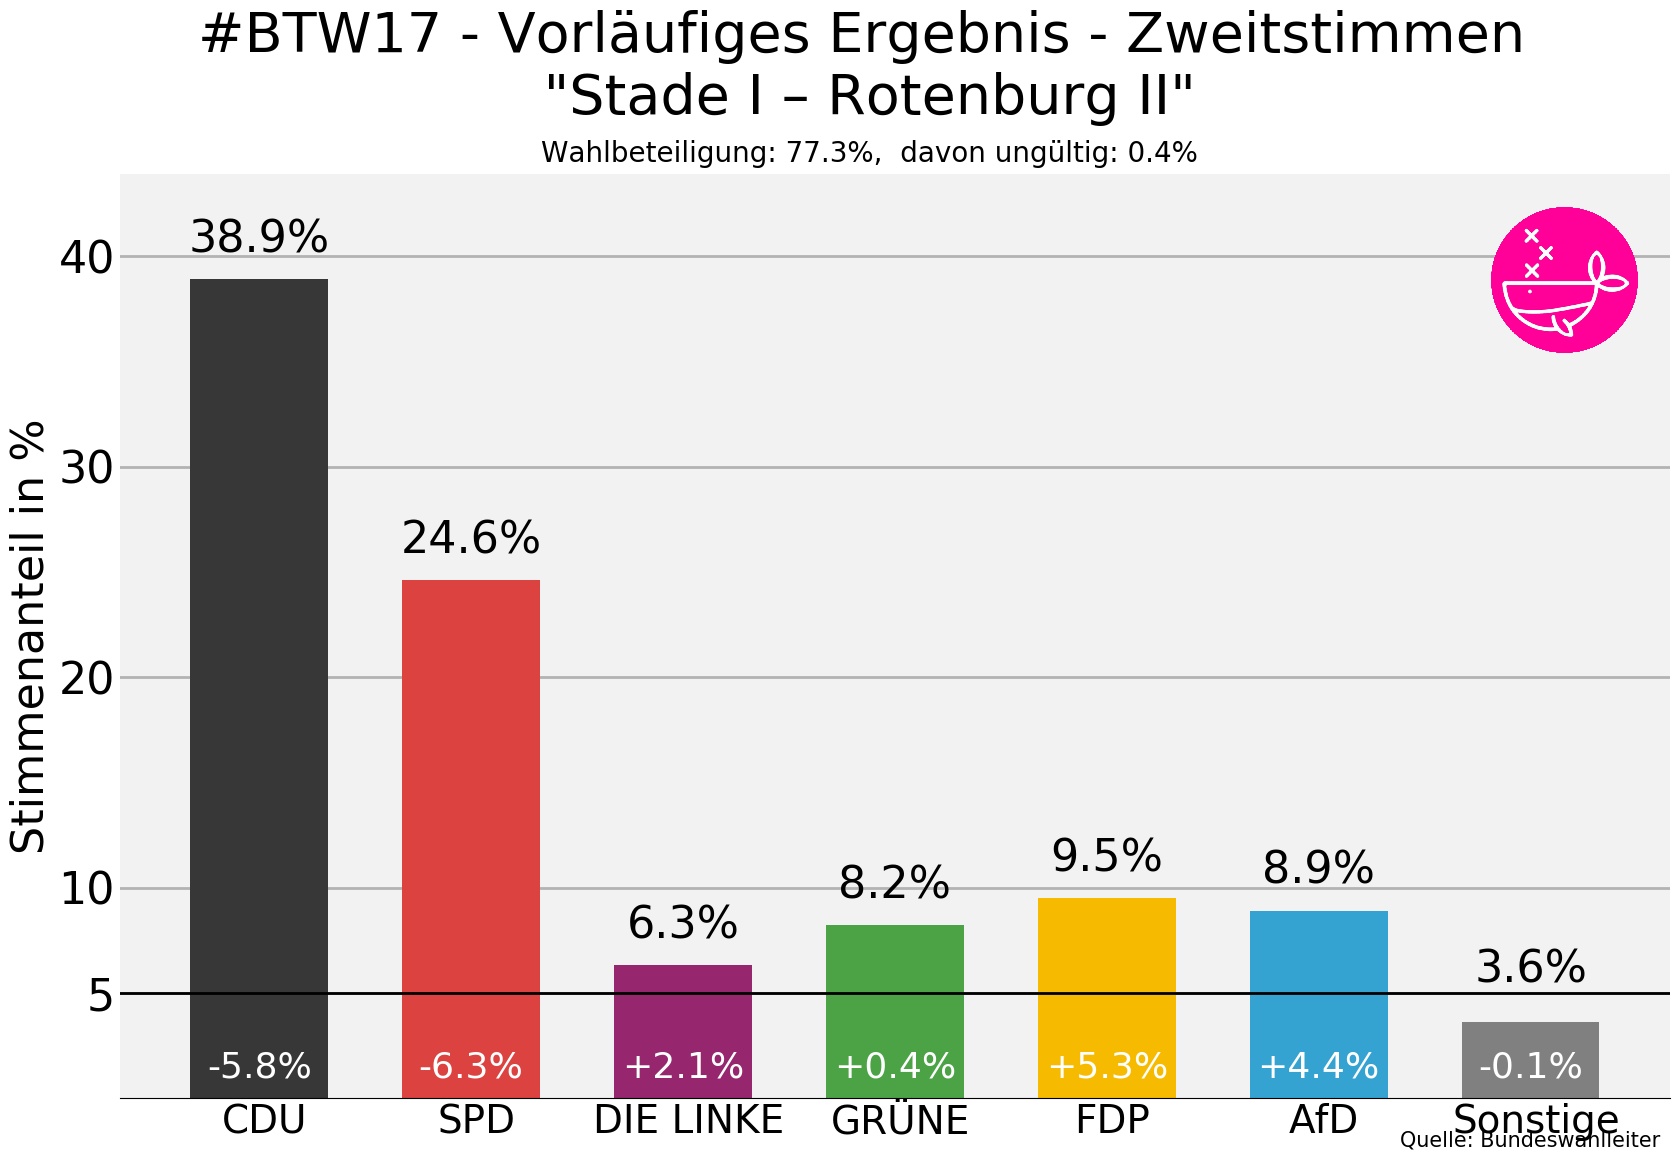 #BTW17 - Vorläufiges Ergebnis - Zweitstimmen
"Stade I – Rotenburg II"
Wahlbeteiligung: 77.3%,  davon ungültig: 0.4%
Stimmenanteil in %
40
30
20
10
5
38.9%
24.6%
6.3%
8.2%
9.5%
8.9%
3.6%
-5.8%
-6.3%
+2.1%
+0.4%
+5.3%
+4.4%
-0.1%
CDU
SPD
DIE LINKE
GRÜNE
FDP
AfD
Sonstige
Quelle: Bundeswahlleiter